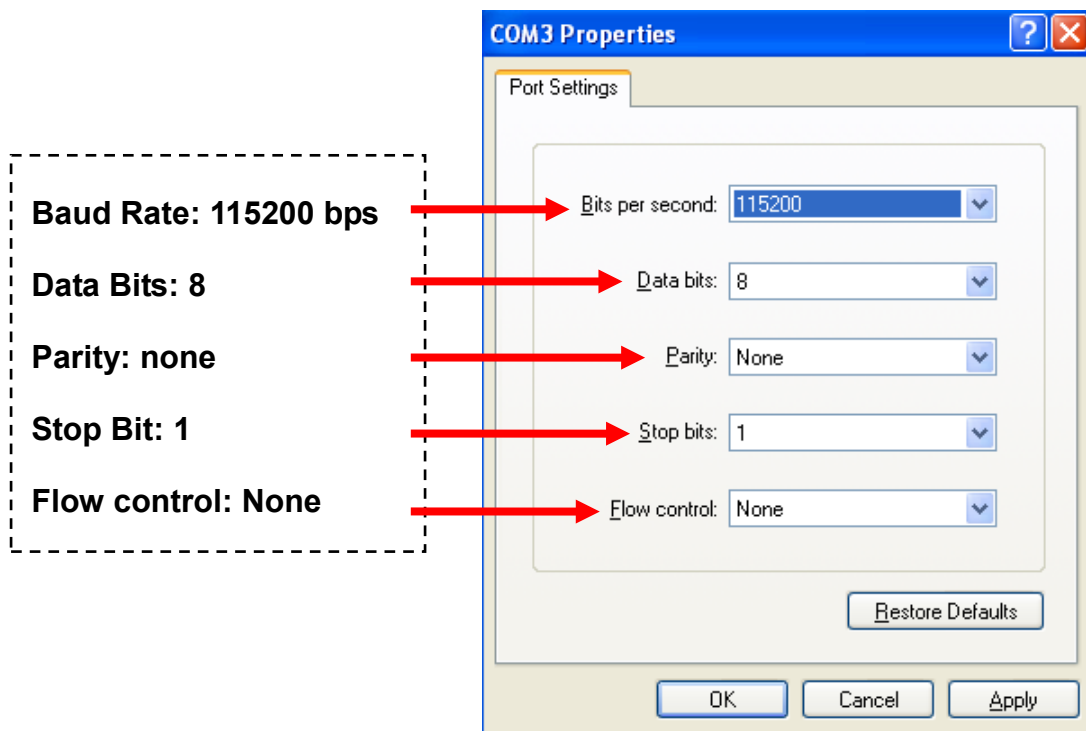 COM3 Properties
Port Settings
Baud Rate: 115200 bps
Bits per second: 115200
Data Bits: 8
Data bits: 8
Parity: none
Parity: None
Stop Bit: 1
Stop bits: 1
Flow control: None
Flow control: None
Restore Defaults
OK Cancel Apply